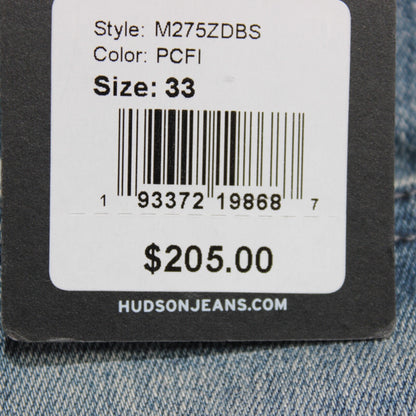 Style: M275ZDBS
Color: PCFI
Size: 33
1 93372 19868 7
$205.00
HUDSONJEANS.COM